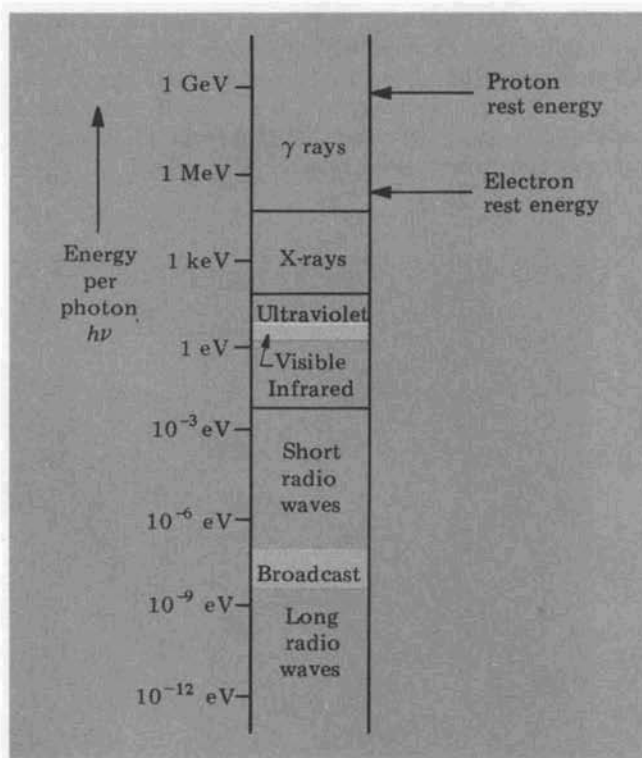 1 GeV
Proton
rest energy
γ rays
1 MeV
Electron
rest energy
Energy
per
photon
hν
1 keV
X-rays
Ultraviolet
1 eV
Visible
Infrared
10⁻³ eV
Short
radio
waves
10⁻⁶ eV
Broadcast
10⁻⁹ eV
Long
radio
waves
10⁻¹² eV